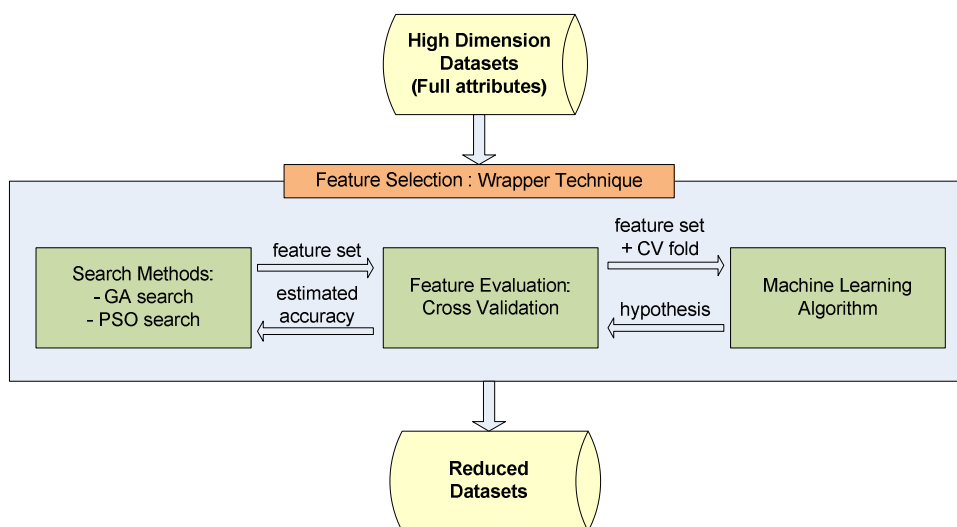 High Dimension
Datasets
(Full attributes)
Feature Selection : Wrapper Technique
Search Methods:
- GA search
- PSO search
feature set
estimated
accuracy
Feature Evaluation:
Cross Validation
feature set
+ CV fold
hypothesis
Machine Learning
Algorithm
Reduced
Datasets